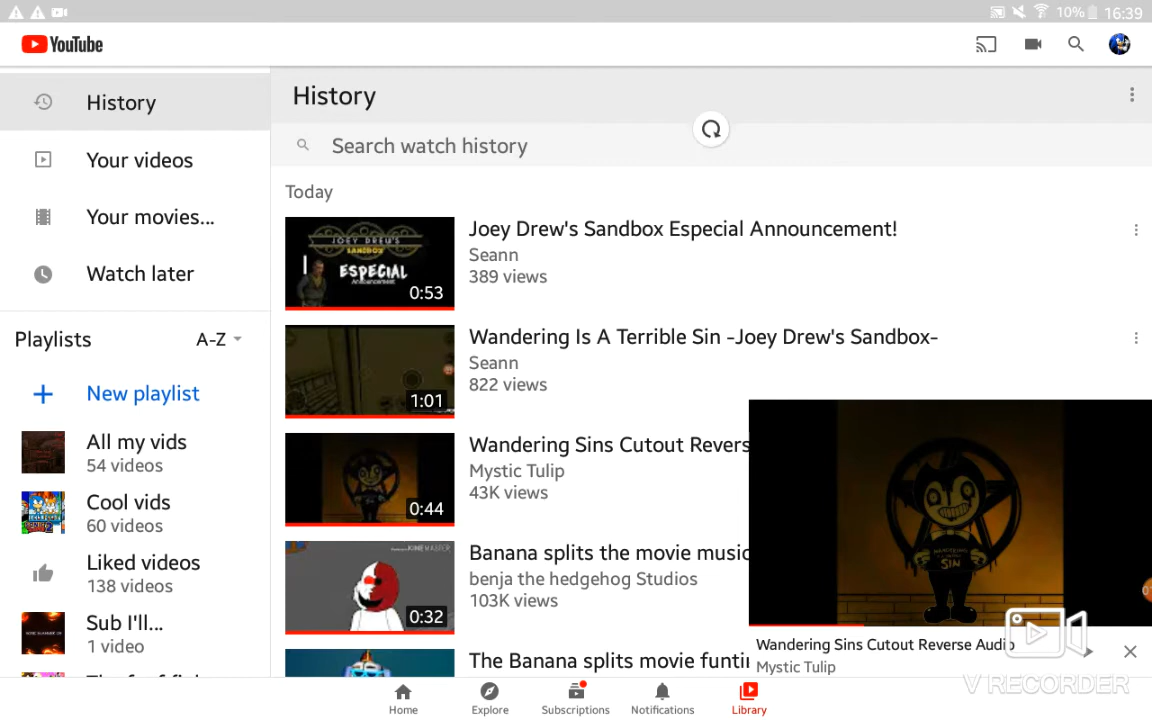 10% 16:39
YouTube
History
Your videos
Your movies...
Watch later
Playlists A-Z
New playlist
All my vids
54 videos
Cool vids
60 videos
Liked videos
138 videos
Sub I'll...
1 video
History
Search watch history
Today
JOEY DREW'S
SANDBOX
ESPECIAL
Announcement!
0:53
Joey Drew's Sandbox Especial Announcement!
Seann
389 views
1:01
Wandering Is A Terrible Sin -Joey Drew's Sandbox-
Seann
822 views
0:44
Wandering Sins Cutout Revers
Mystic Tulip
43K views
KINEMASTER
0:32
Banana splits the movie music
benja the hedgehog Studios
103K views
The Banana splits movie funti
SIN
Wandering Sins Cutout Reverse Audio
Mystic Tulip
V RECORDER
Home Explore Subscriptions Notifications Library